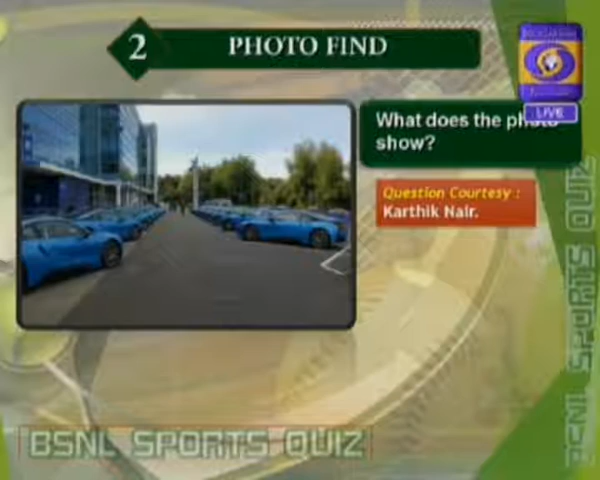 2
PHOTO FIND
LIVE
What does the photo
show?
Question Courtesy :
Karthik Nair.
BSNL SPORTS QUIZ
BSNL SPORTS QUIZ